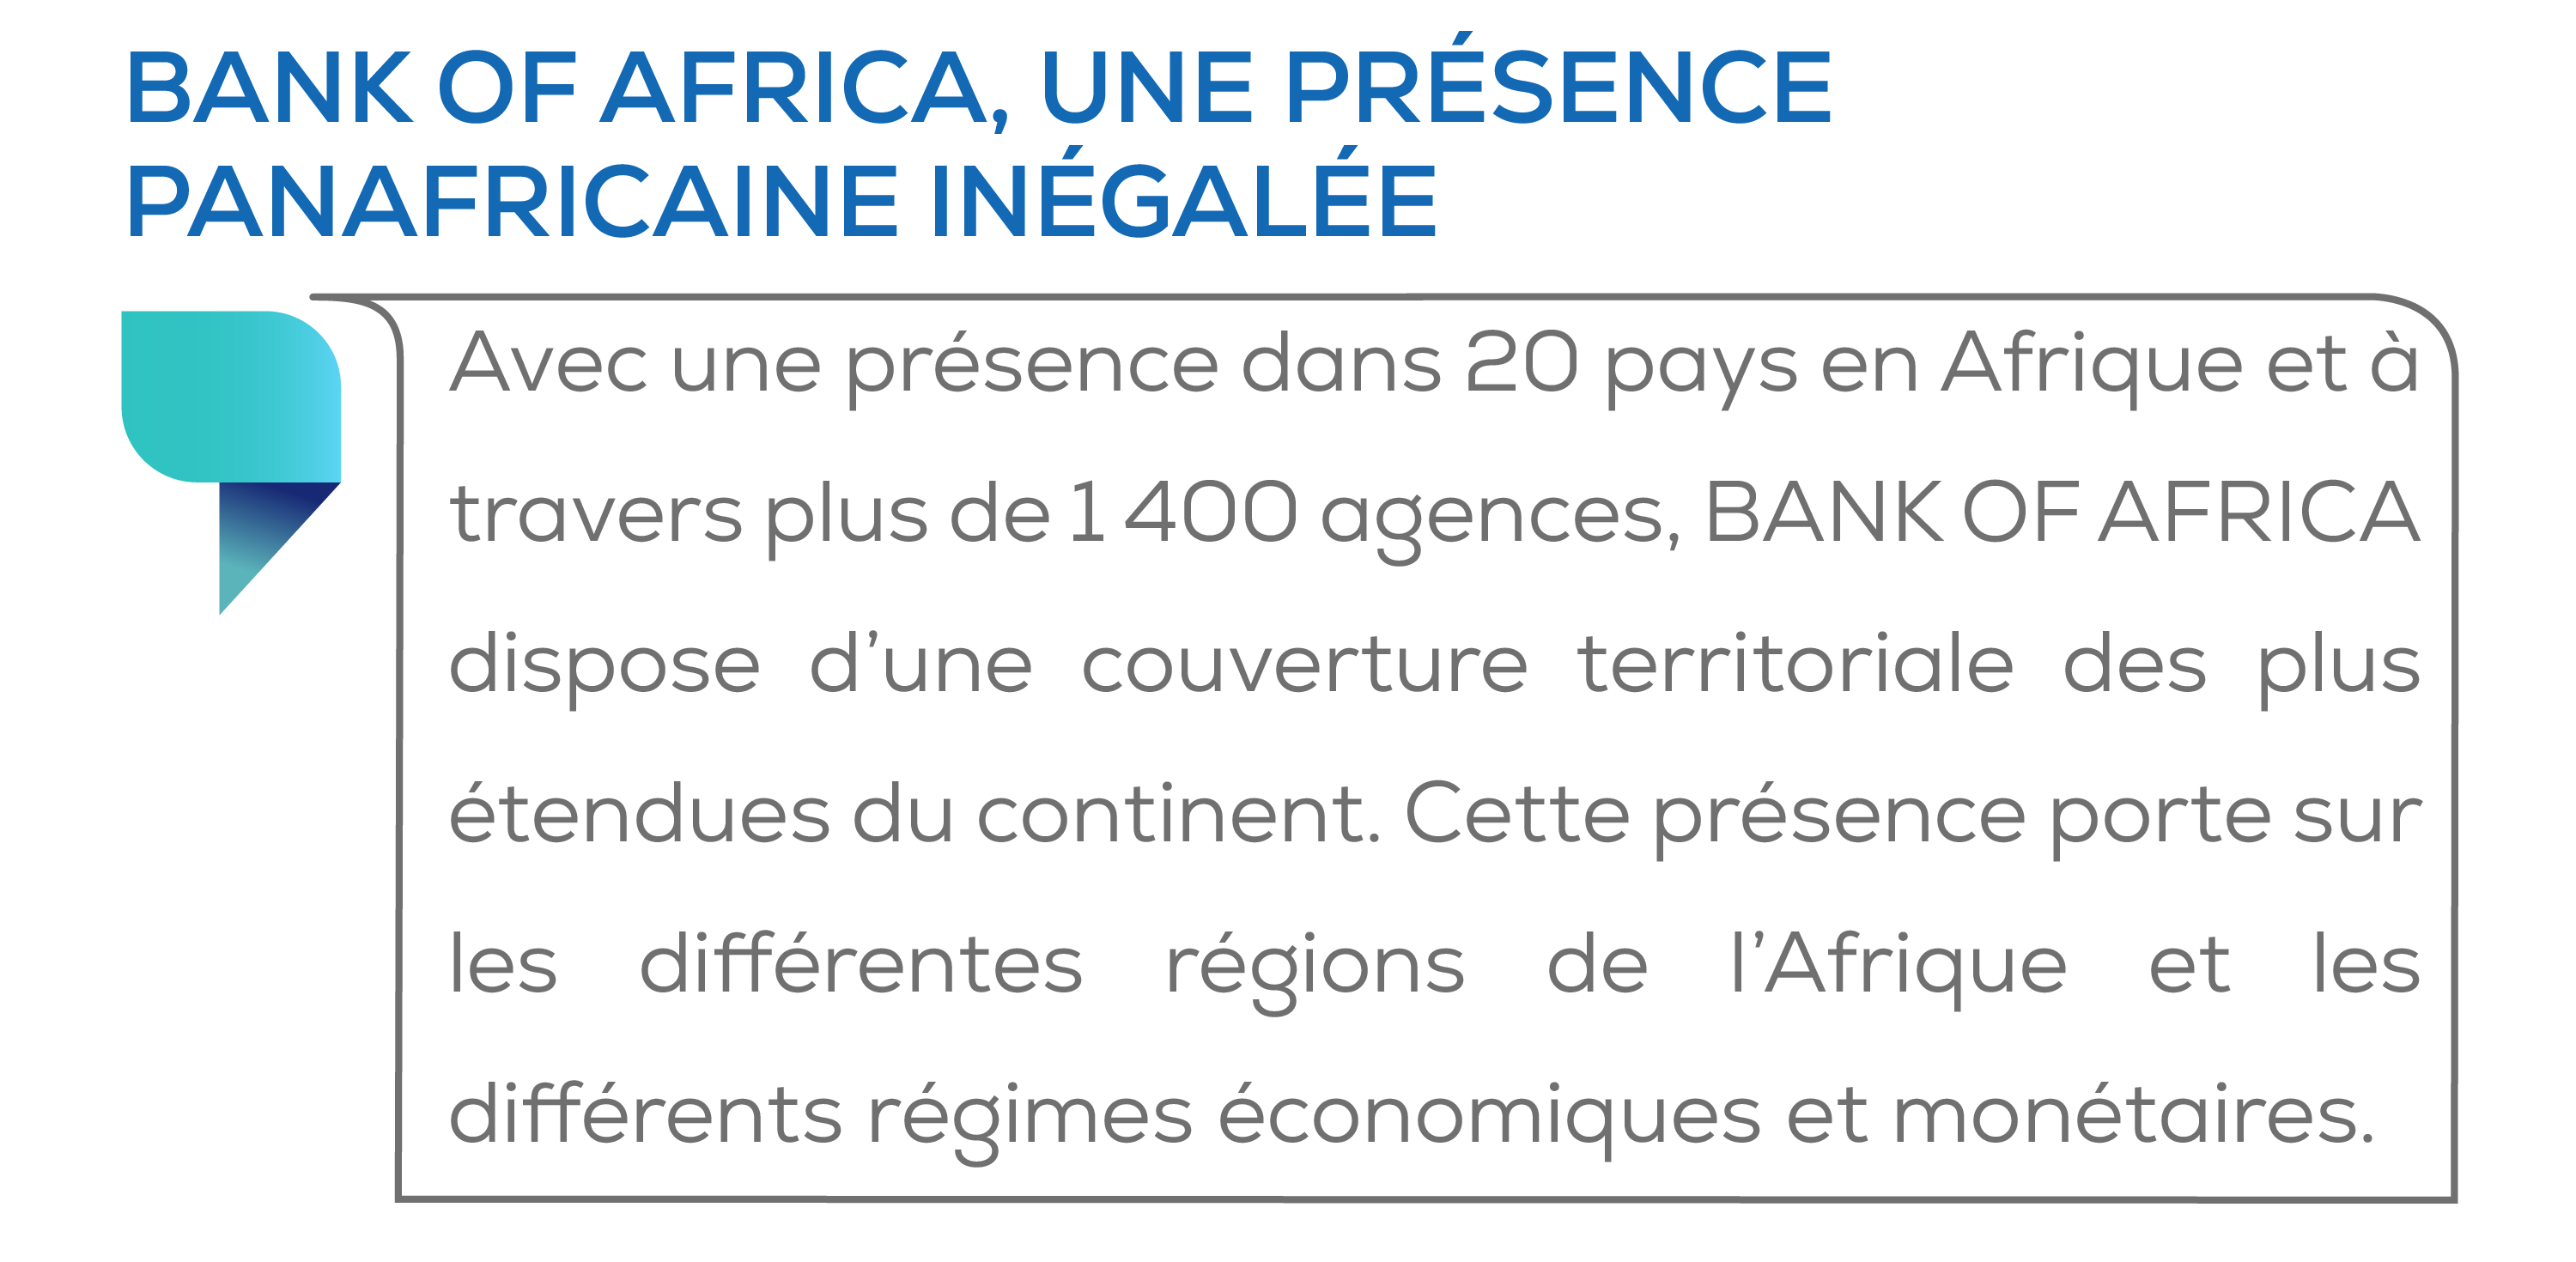 BANK OF AFRICA, UNE PRÉSENCE
PANAFRICAINE INÉGALÉE
Avec une présence dans 20 pays en Afrique et à
travers plus de 1 400 agences, BANK OF AFRICA
dispose d’une couverture territoriale des plus
étendues du continent. Cette présence porte sur
les différentes régions de l’Afrique et les
différents régimes économiques et monétaires.